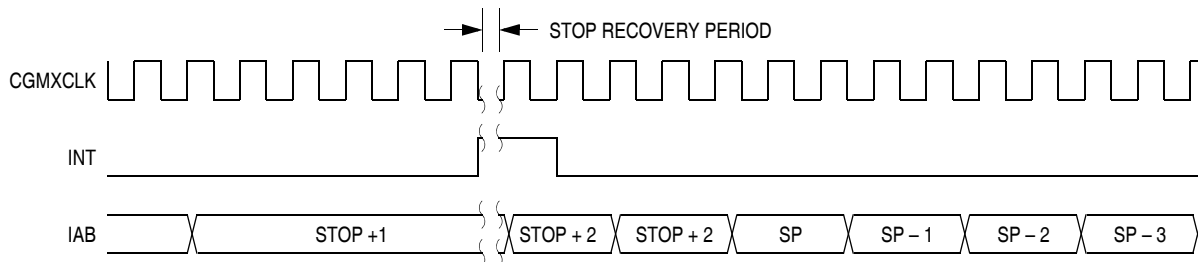 STOP RECOVERY PERIOD
CGMXCLK
INT
IAB
STOP +1
STOP + 2
STOP + 2
SP
SP – 1
SP – 2
SP – 3